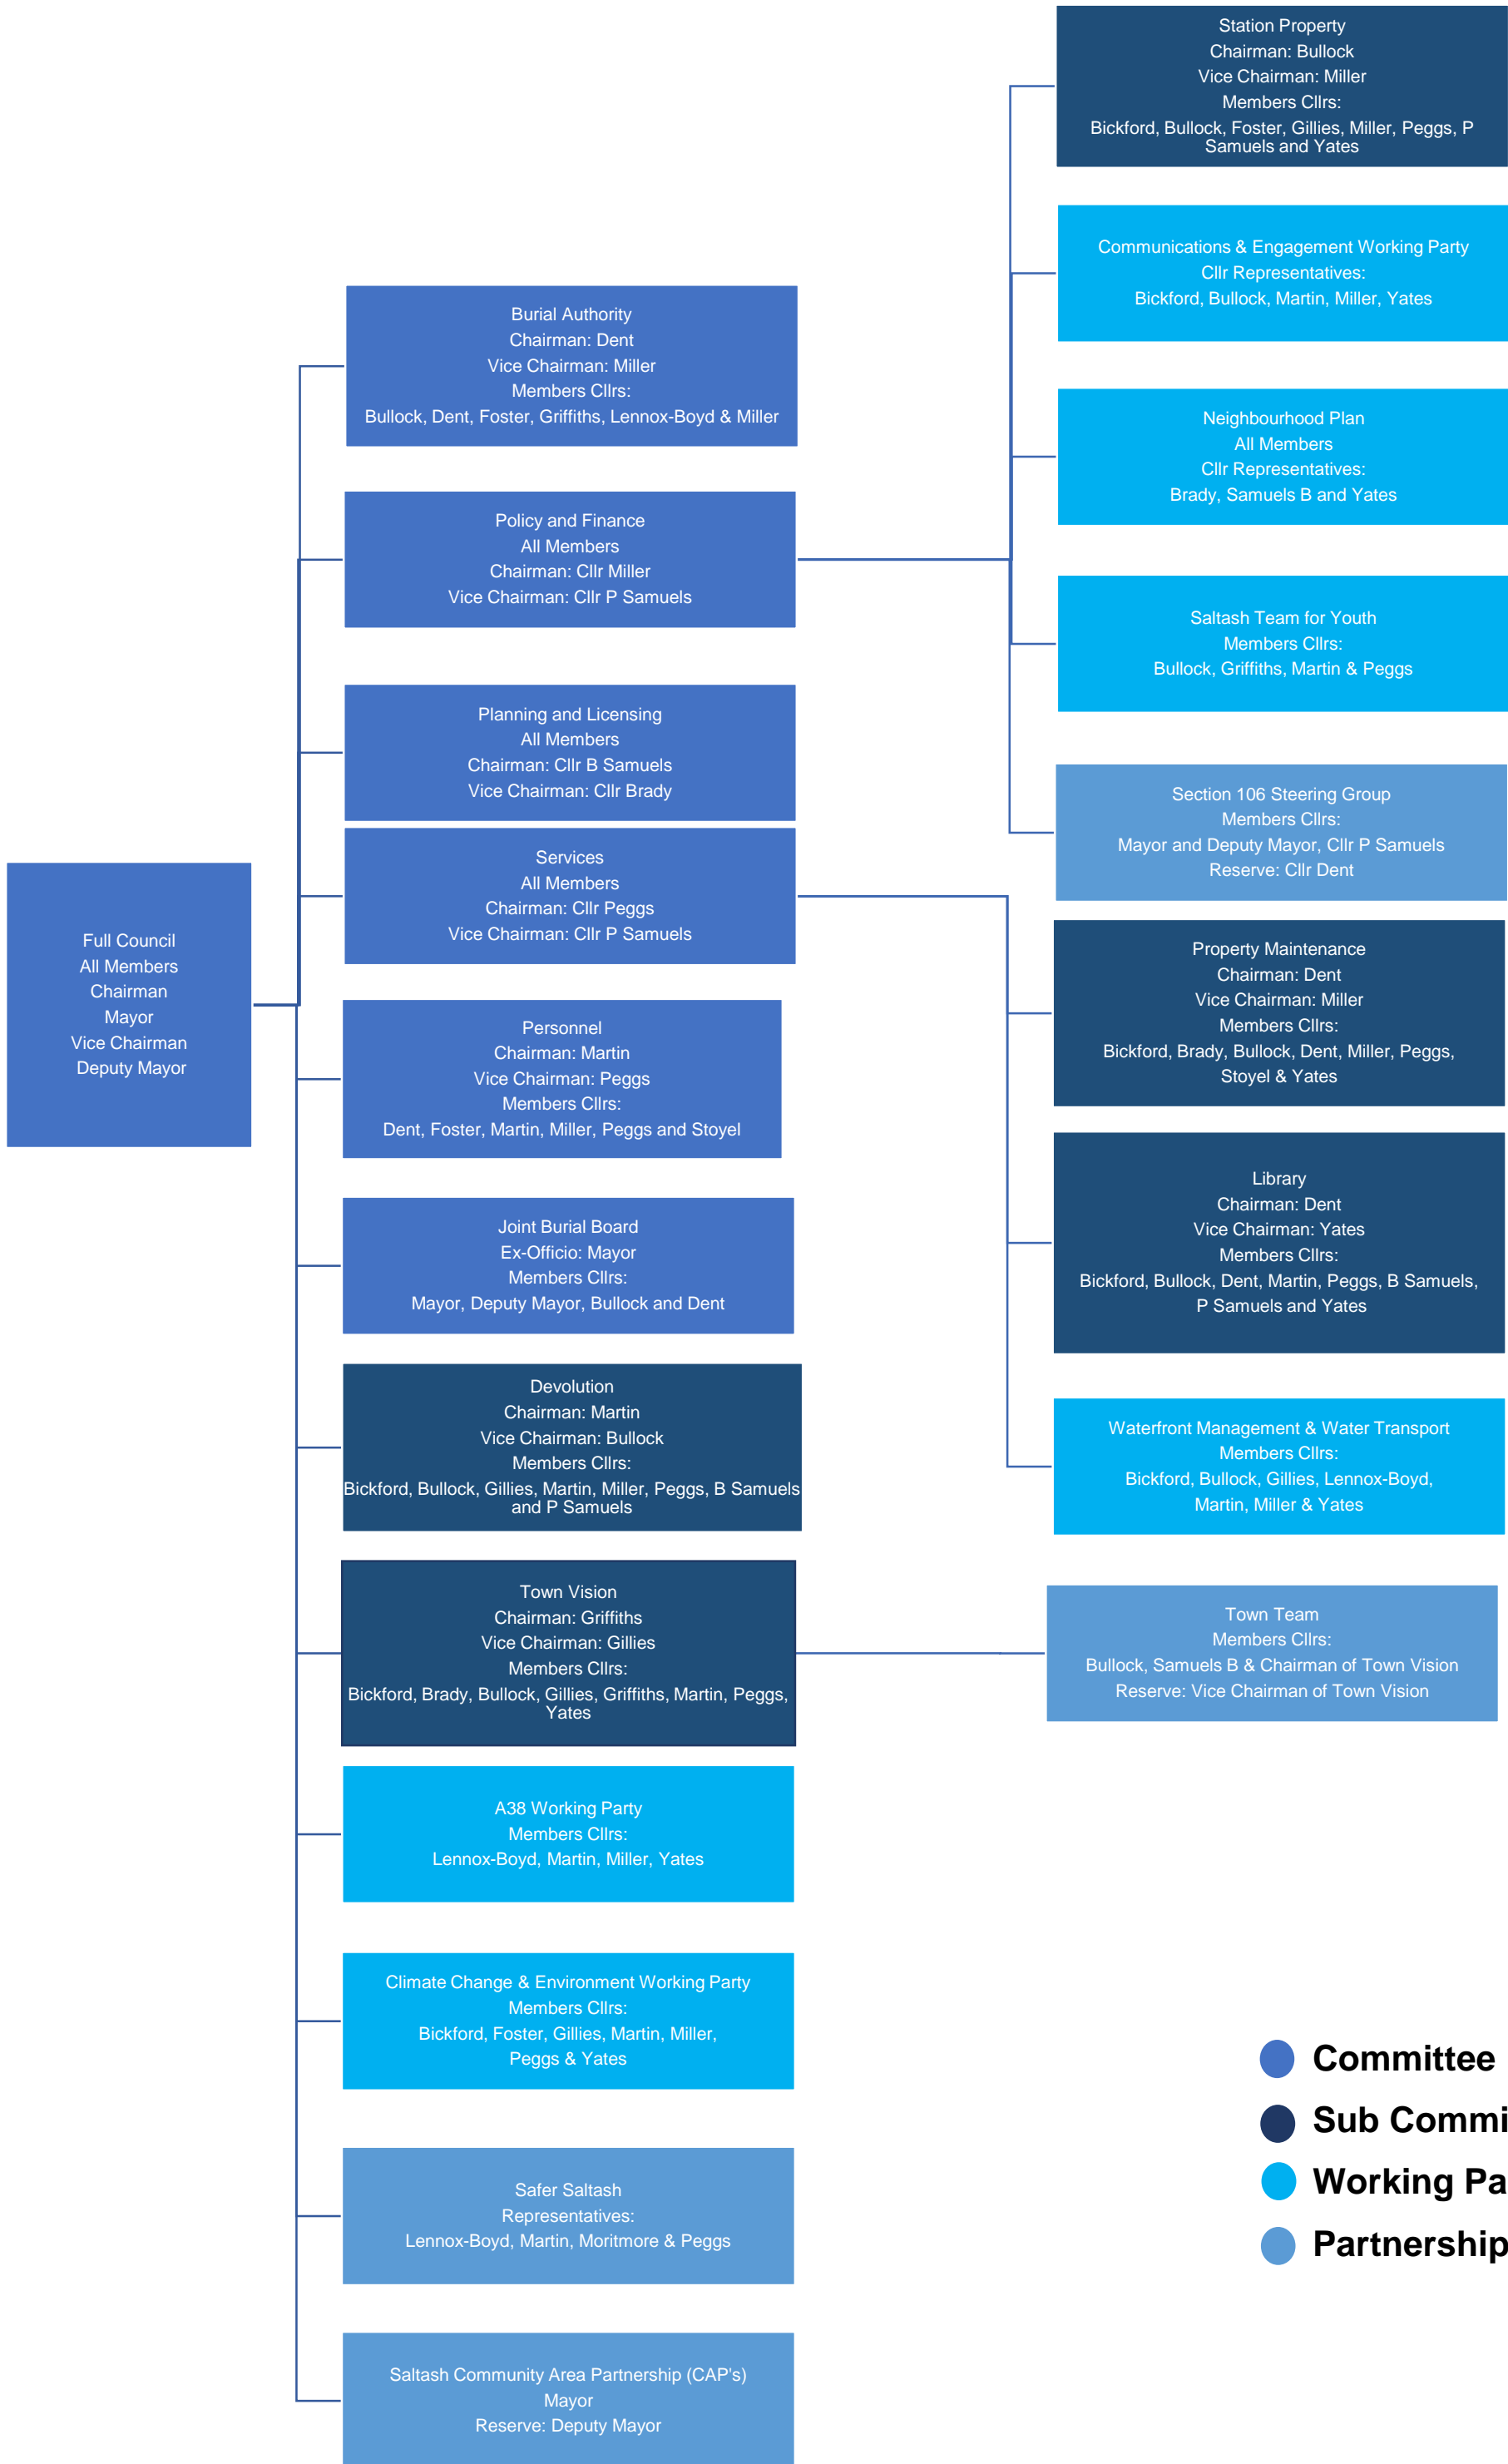 Full Council
All Members
Chairman
Mayor
Vice Chairman
Deputy Mayor
Burial Authority
Chairman: Dent
Vice Chairman: Miller
Members Cllrs:
Bullock, Dent, Foster, Griffiths, Lennox-Boyd & Miller
Policy and Finance
All Members
Chairman: Cllr Miller
Vice Chairman: Cllr P Samuels
Planning and Licensing
All Members
Chairman: Cllr B Samuels
Vice Chairman: Cllr Brady
Services
All Members
Chairman: Cllr Peggs
Vice Chairman: Cllr P Samuels
Personnel
Chairman: Martin
Vice Chairman: Peggs
Members Cllrs:
Dent, Foster, Martin, Miller, Peggs and Stoyel
Joint Burial Board
Ex-Officio: Mayor
Members Cllrs:
Mayor, Deputy Mayor, Bullock and Dent
Devolution
Chairman: Martin
Vice Chairman: Bullock
Members Cllrs:
Bickford, Bullock, Gillies, Martin, Miller, Peggs, B Samuels
and P Samuels
Town Vision
Chairman: Griffiths
Vice Chairman: Gillies
Members Cllrs:
Bickford, Brady, Bullock, Gillies, Griffiths, Martin, Peggs,
Yates
A38 Working Party
Members Cllrs:
Lennox-Boyd, Martin, Miller, Yates
Climate Change & Environment Working Party
Members Cllrs:
Bickford, Foster, Gillies, Martin, Miller,
Peggs & Yates
Safer Saltash
Representatives:
Lennox-Boyd, Martin, Moritmore & Peggs
Saltash Community Area Partnership (CAP's)
Mayor
Reserve: Deputy Mayor
Station Property
Chairman: Bullock
Vice Chairman: Miller
Members Cllrs:
Bickford, Bullock, Foster, Gillies, Miller, Peggs, P
Samuels and Yates
Communications & Engagement Working Party
Cllr Representatives:
Bickford, Bullock, Martin, Miller, Yates
Neighbourhood Plan
All Members
Cllr Representatives:
Brady, Samuels B and Yates
Saltash Team for Youth
Members Cllrs:
Bullock, Griffiths, Martin & Peggs
Section 106 Steering Group
Members Cllrs:
Mayor and Deputy Mayor, Cllr P Samuels
Reserve: Cllr Dent
Property Maintenance
Chairman: Dent
Vice Chairman: Miller
Members Cllrs:
Bickford, Brady, Bullock, Dent, Miller, Peggs,
Stoyel & Yates
Library
Chairman: Dent
Vice Chairman: Yates
Members Cllrs:
Bickford, Bullock, Dent, Martin, Peggs, B Samuels,
P Samuels and Yates
Waterfront Management & Water Transport
Members Cllrs:
Bickford, Bullock, Gillies, Lennox-Boyd,
Martin, Miller & Yates
Town Team
Members Cllrs:
Bullock, Samuels B & Chairman of Town Vision
Reserve: Vice Chairman of Town Vision
Committee
Sub Commi
Working Pa
Partnership